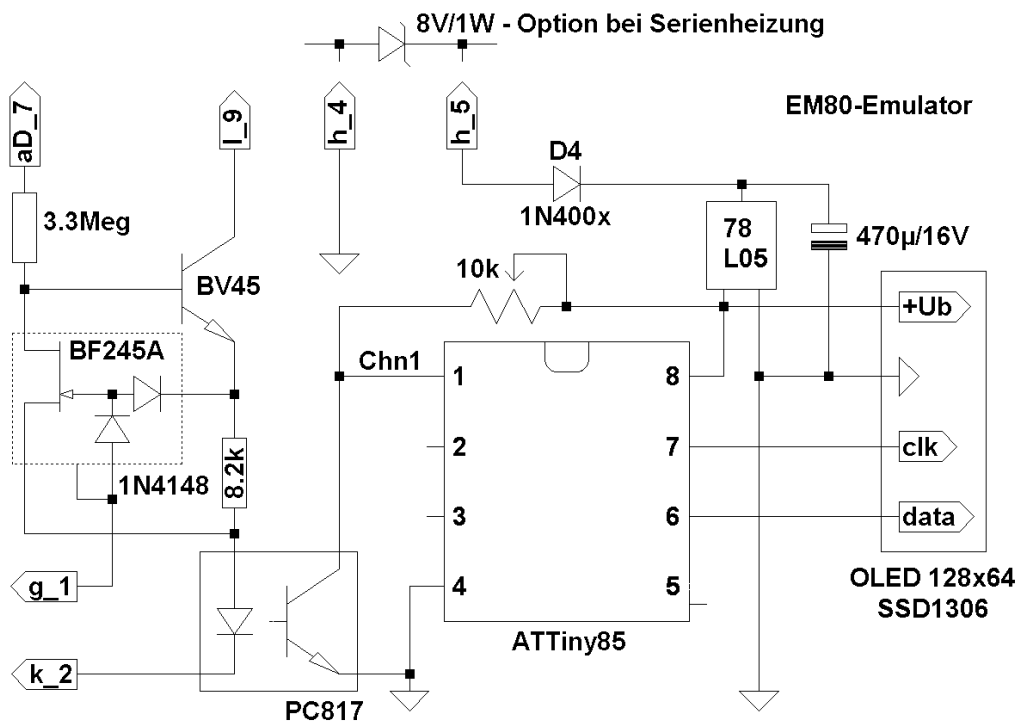 8V/1W - Option bei Serienheizung
EM80-Emulator
aD_7
l_9
h_4
h_5
D4
1N400x
3.3Meg
78
L05
470µ/16V
BV45
10k
+Ub
BF245A
Chn1
1
8
2
7
clk
1N4148
8.2k
3
6
data
g_1
4
5
OLED 128x64
SSD1306
ATTiny85
k_2
PC817